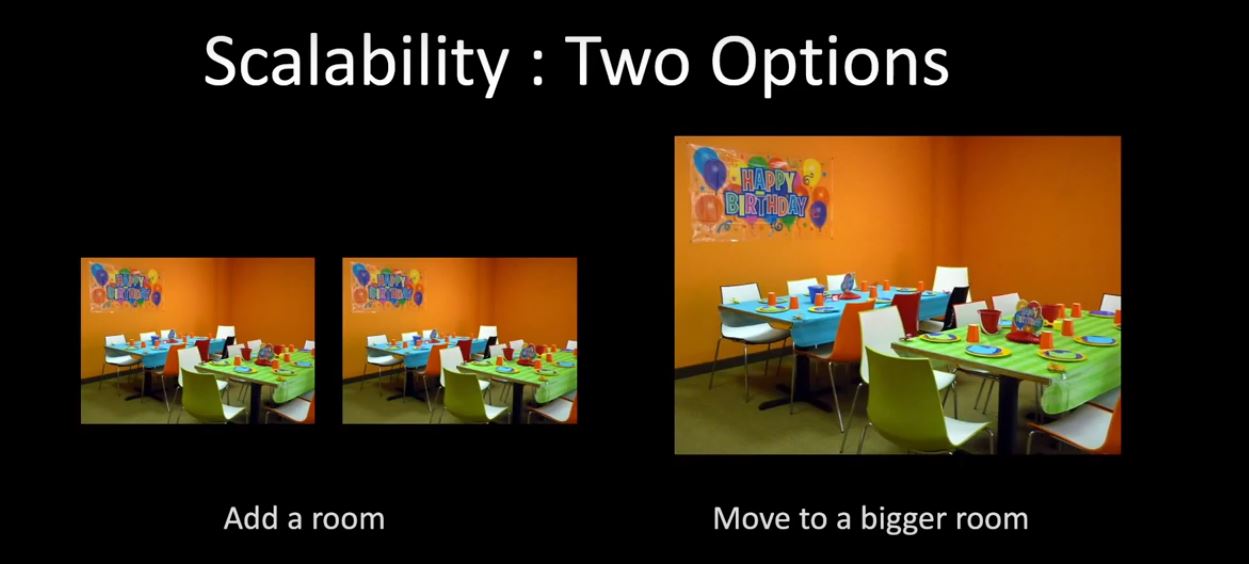 Scalability : Two Options
HAPPY
BIRTHDAY
HAPPY
BIRTHDAY
HAPPY
BIRTHDAY
Add a room
Move to a bigger room